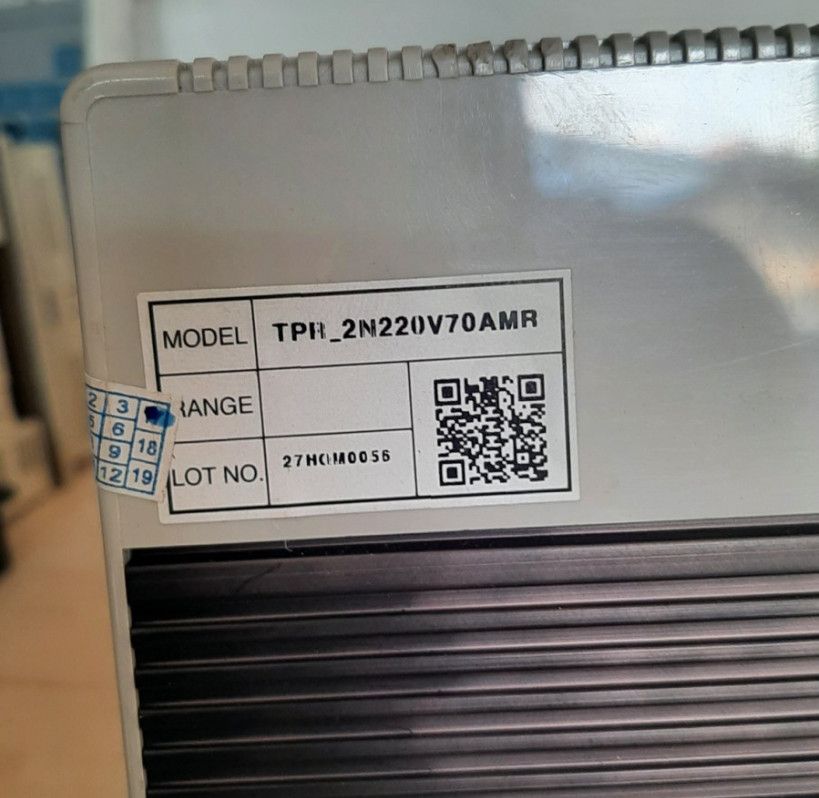 MODEL TPR_2N220V70AMR
RANGE
LOT NO. 27H0M0056
2 3
5 6 18
9
12 19